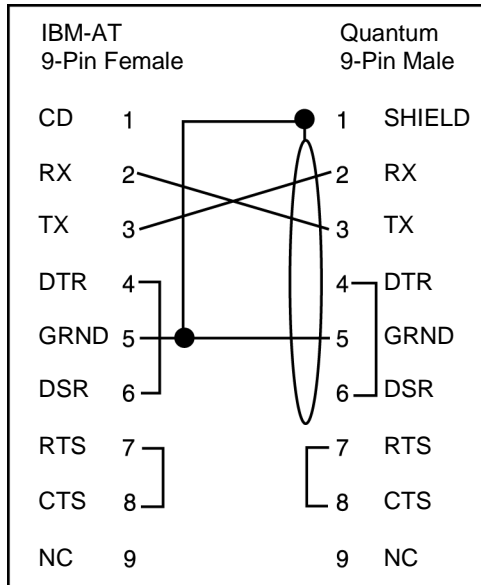 IBM-AT Quantum
9-Pin Female 9-Pin Male
CD 1 1 SHIELD
RX 2 2 RX
TX 3 3 TX
DTR 4 4 DTR
GRND 5 5 GRND
DSR 6 6 DSR
RTS 7 7 RTS
CTS 8 8 CTS
NC 9 9 NC